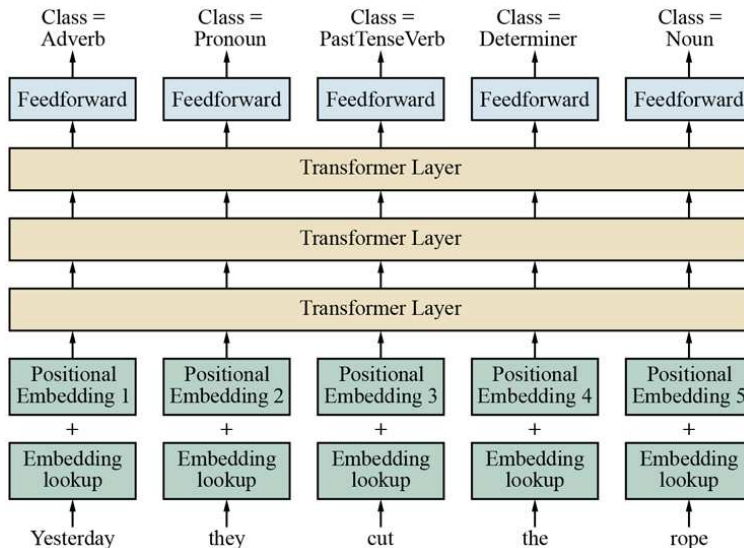 Class = Class = Class = Class = Class =
Adverb Pronoun PastTenseVerb Determiner Noun
Feedforward Feedforward Feedforward Feedforward Feedforward
Transformer Layer
Transformer Layer
Transformer Layer
Positional Positional Positional Positional Positional
Embedding 1 Embedding 2 Embedding 3 Embedding 4 Embedding 5
+ + + + +
Embedding Embedding Embedding Embedding Embedding
lookup lookup lookup lookup lookup
Yesterday they cut the rope